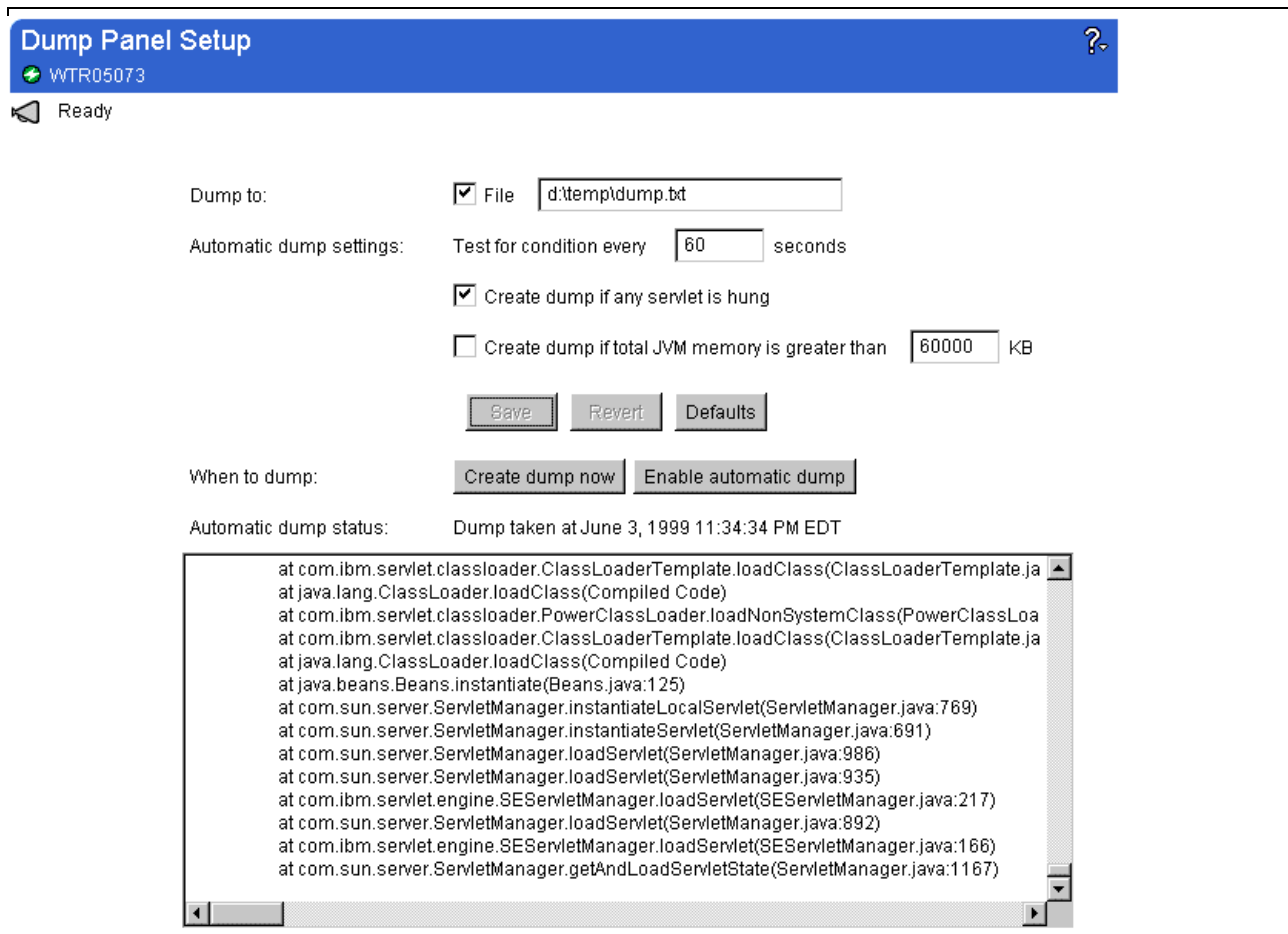 Dump Panel Setup
WTR05073
Ready
Dump to: File d:\temp\dump.txt
Automatic dump settings: Test for condition every 60 seconds
Create dump if any servlet is hung
Create dump if total JVM memory is greater than 60000 KB
Save Revert Defaults
When to dump: Create dump now Enable automatic dump
Automatic dump status: Dump taken at June 3, 1999 11:34:34 PM EDT
at com.ibm.servlet.classloader.ClassLoaderTemplate.loadClass(ClassLoaderTemplate.ja
at java.lang.ClassLoader.loadClass(Compiled Code)
at com.ibm.servlet.classloader.PowerClassLoader.loadNonSystemClass(PowerClassLoa
at com.ibm.servlet.classloader.ClassLoaderTemplate.loadClass(ClassLoaderTemplate.ja
at java.lang.ClassLoader.loadClass(Compiled Code)
at java.beans.Beans.instantiate(Beans.java:125)
at com.sun.server.ServletManager.instantiateLocalServlet(ServletManager.java:769)
at com.sun.server.ServletManager.instantiateServlet(ServletManager.java:691)
at com.sun.server.ServletManager.loadServlet(ServletManager.java:986)
at com.sun.server.ServletManager.loadServlet(ServletManager.java:935)
at com.ibm.servlet.engine.SEServletManager.loadServlet(SEServletManager.java:217)
at com.sun.server.ServletManager.loadServlet(ServletManager.java:892)
at com.ibm.servlet.engine.SEServletManager.loadServlet(SEServletManager.java:166)
at com.sun.server.ServletManager.getAndLoadServletState(ServletManager.java:1167)